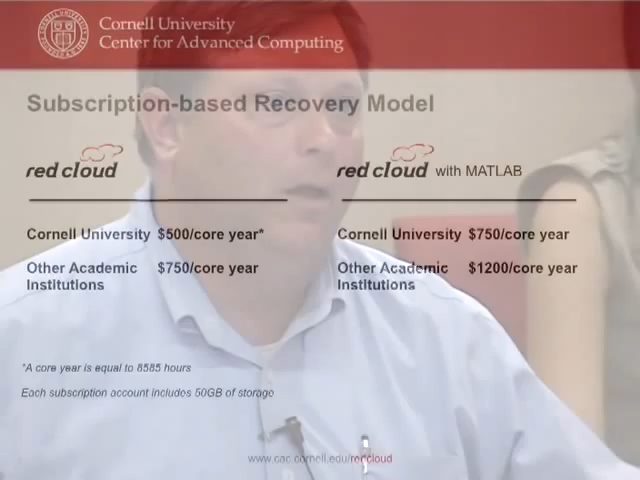 Cornell University
Center for Advanced Computing
Subscription-based Recovery Model
red cloud
red cloud with MATLAB
Cornell University $500/core year*
Cornell University $750/core year
Other Academic Institutions $750/core year
Other Academic Institutions $1200/core year
*A core year is equal to 8585 hours
Each subscription account includes 50GB of storage
www.cac.cornell.edu/redcloud